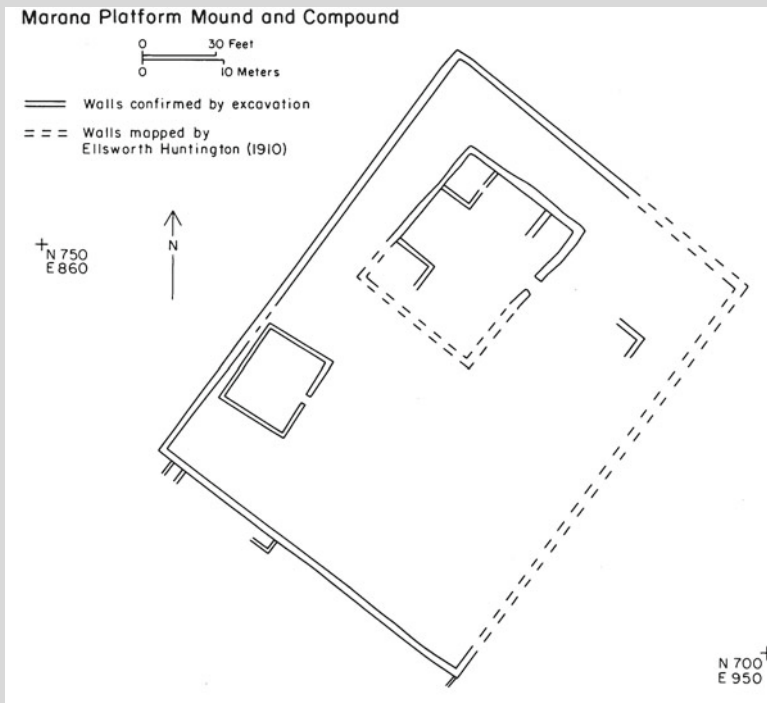 Marana Platform Mound and Compound
0 30 Feet
0 10 Meters
Walls confirmed by excavation
Walls mapped by
Ellsworth Huntington (1910)
N
N 750
E 860
N 700
E 950